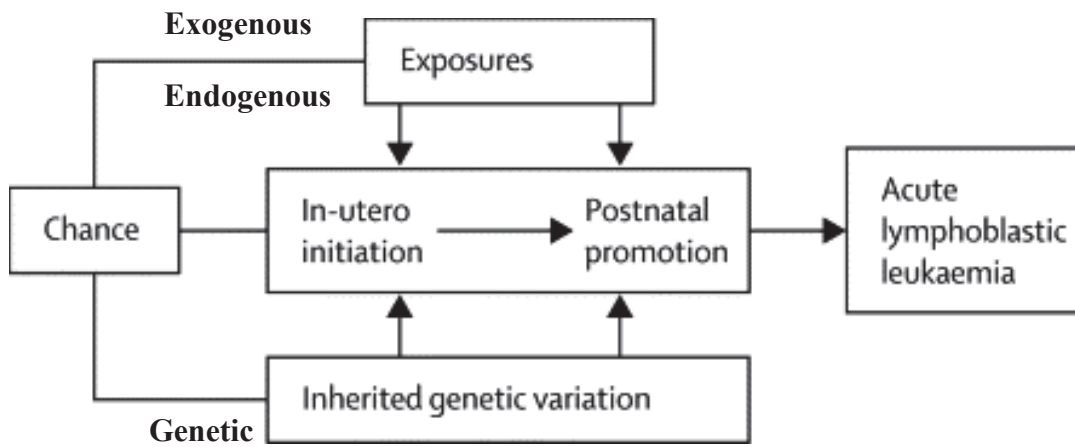 Exogenous
Exposures
Endogenous
Chance
In-utero
initiation
Postnatal
promotion
Acute
lymphoblastic
leukaemia
Inherited genetic variation
Genetic